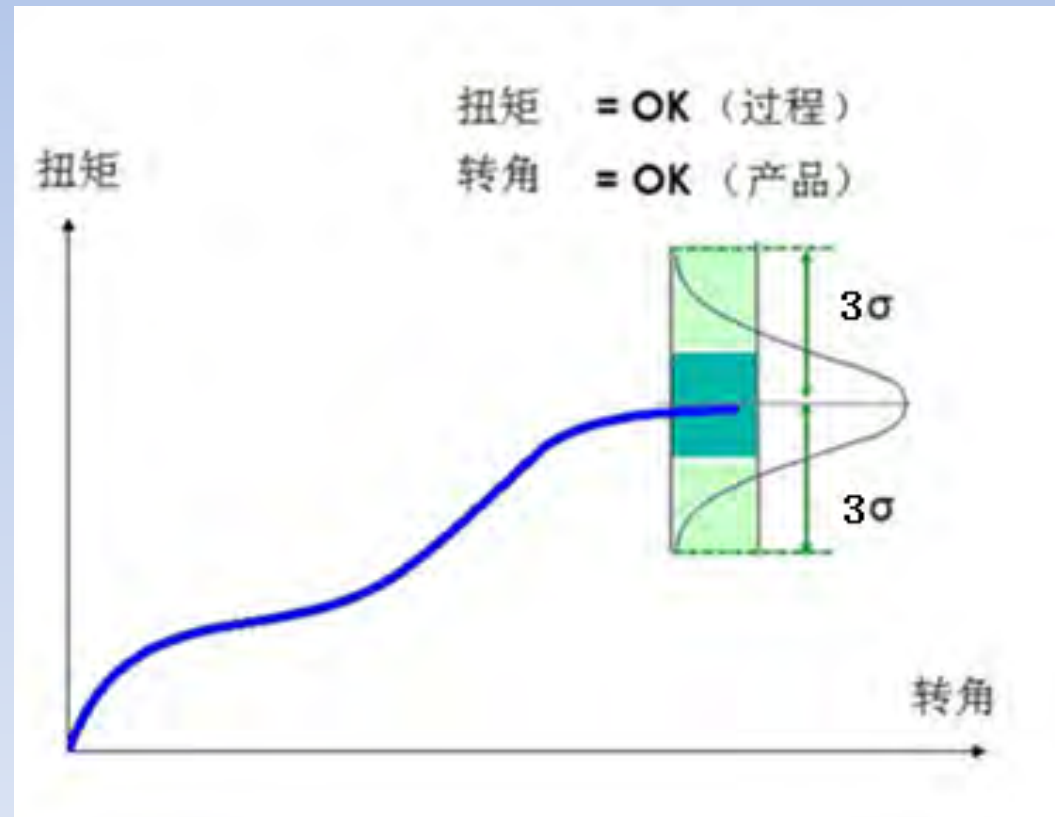 扭矩 = OK （过程）
转角 = OK （产品）
扭矩
3σ
3σ
转角